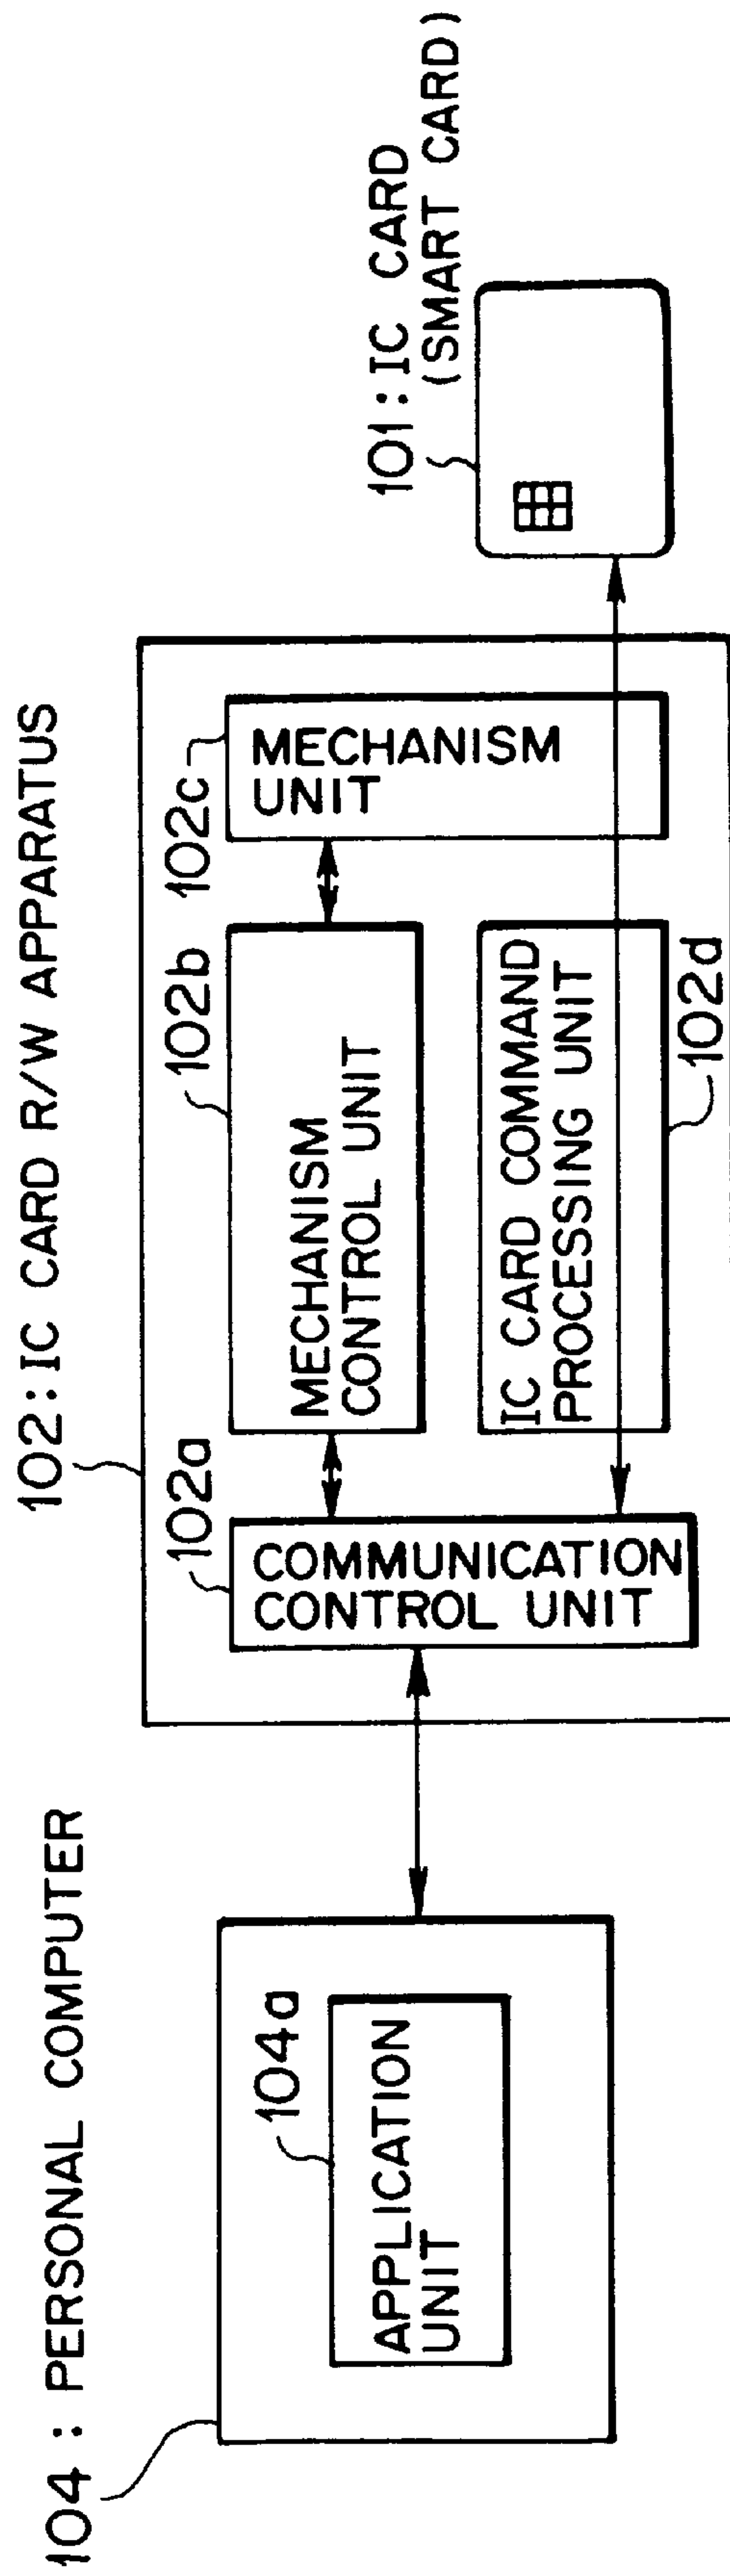 104 : PERSONAL COMPUTER
104a
APPLICATION
UNIT
102 : IC CARD R/W APPARATUS
102a
COMMUNICATION
CONTROL UNIT
102b
MECHANISM
CONTROL UNIT
102c
MECHANISM
UNIT
IC CARD COMMAND
PROCESSING UNIT
102d
101 : IC CARD
(SMART CARD)